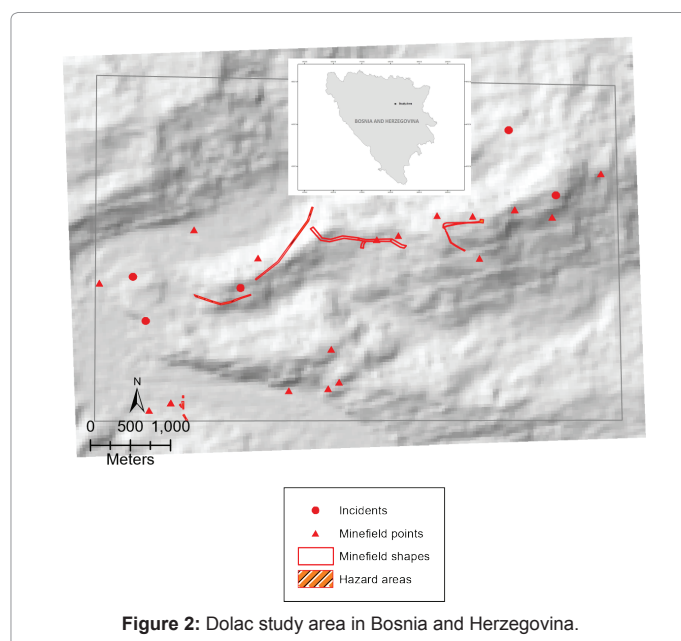 BOSNIA AND HERZEGOVINA
N
0 500 1,000
Meters
Incidents
Minefield points
Minefield shapes
Hazard areas
Figure 2: Dolac study area in Bosnia and Herzegovina.